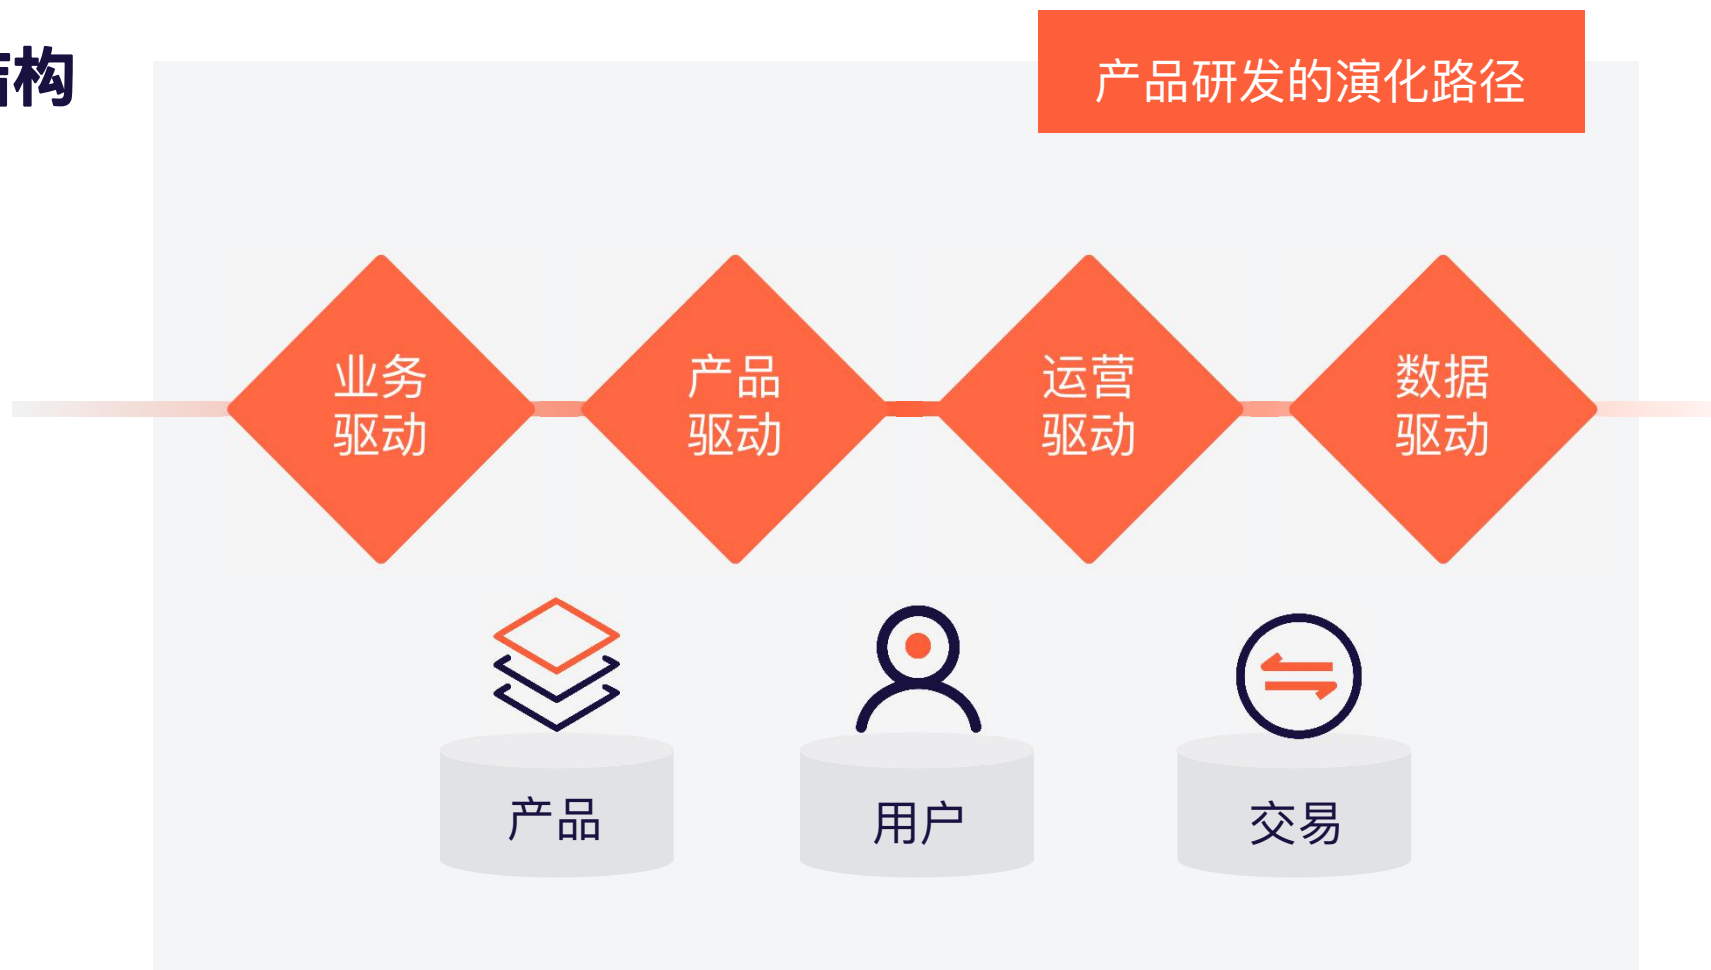 构
产品研发的演化路径
业务
驱动
产品
驱动
运营
驱动
数据
驱动
产品
用户
交易